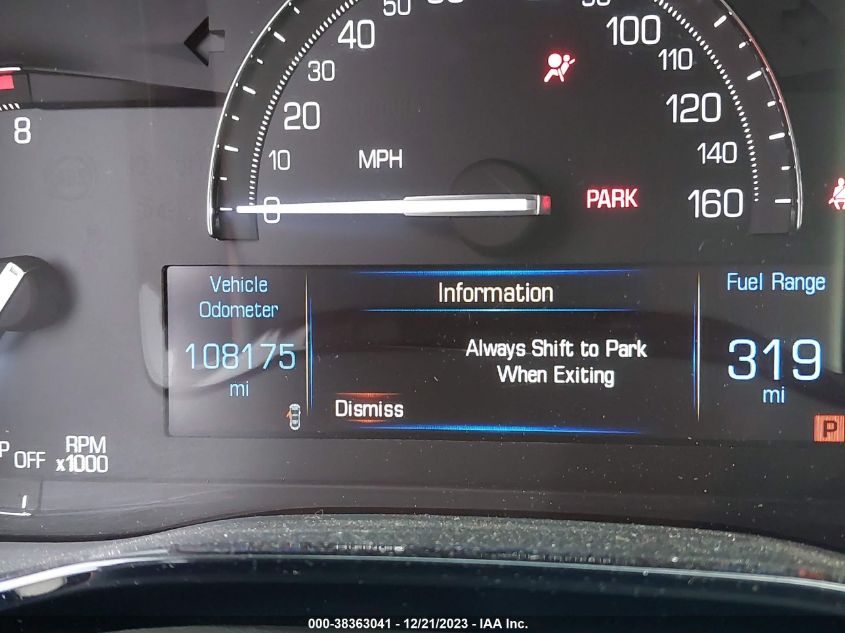 50
40
100
30
110
20
120
8
10
MPH
140
0
PARK
160
Vehicle
Odometer
Information
Fuel Range
108175
mi
Always Shift to Park
When Exiting
319
mi
Dismiss
P
RPM
x1000
OFF
000-38363041 - 12/21/2023 - IAA Inc.